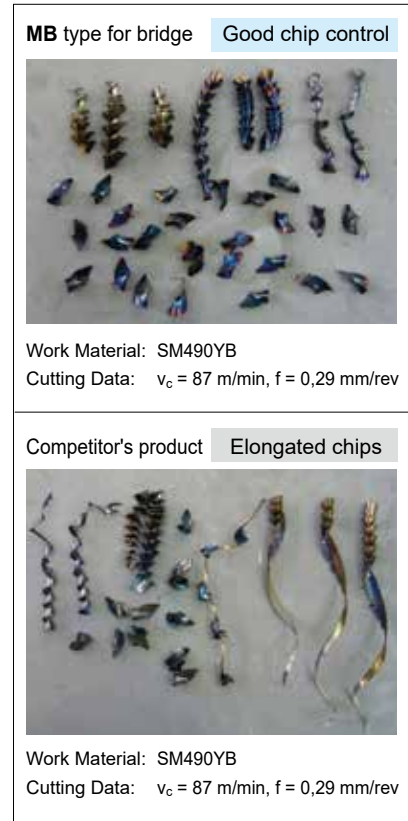 MB type for bridge Good chip control
Work Material: SM490YB
Cutting Data: vc = 87 m/min, f = 0,29 mm/rev
Competitor's product Elongated chips
Work Material: SM490YB
Cutting Data: vc = 87 m/min, f = 0,29 mm/rev